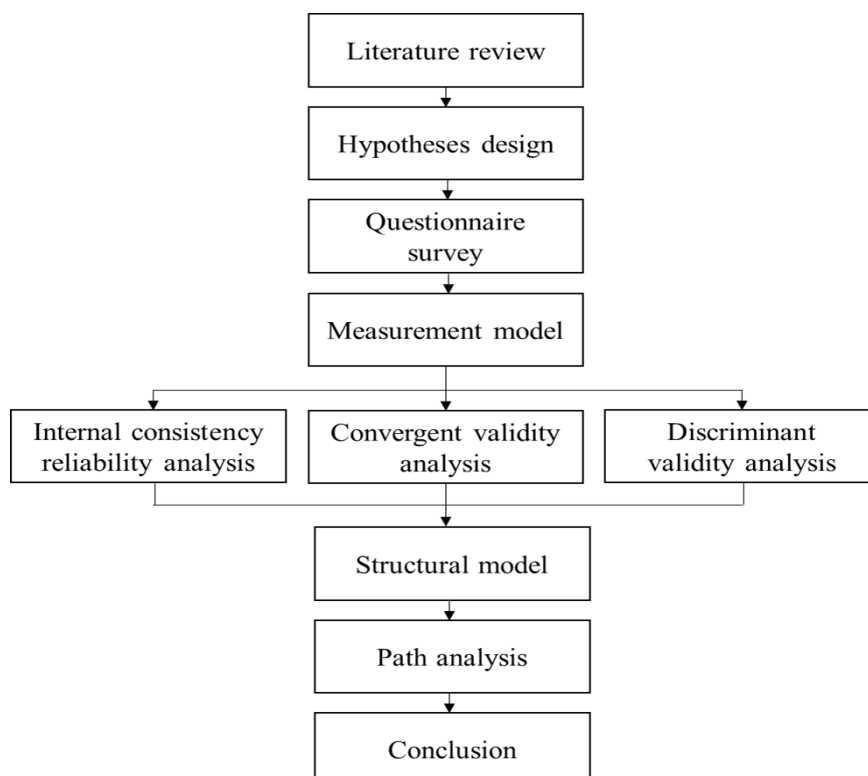 Literature review
Hypotheses design
Questionnaire
survey
Measurement model
Internal consistency
reliability analysis
Convergent validity
analysis
Discriminant
validity analysis
Structural model
Path analysis
Conclusion